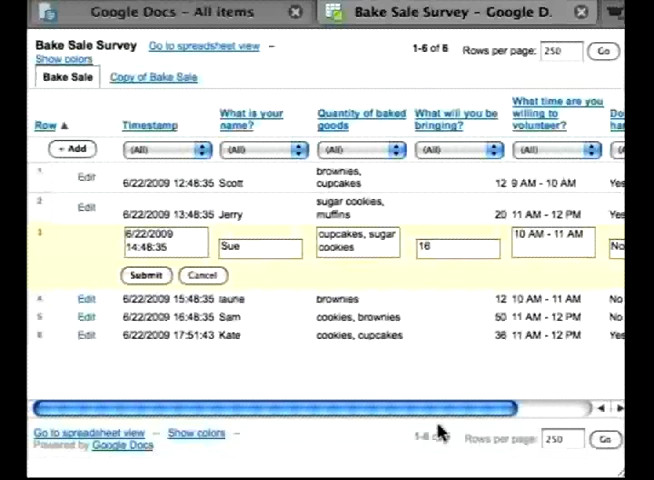 Google Docs - All items
Bake Sale Survey - Google D.
Bake Sale Survey Go to spreadsheet view -
Show colors
1-6 of 6 Rows per page: 250 Go
Bake Sale Copy of Bake Sale
Row ▲ Timestamp What is your name? Quantity of baked goods What will you be bringing? What time are you willing to volunteer? Do
+ Add (All) (All) (All) (All) (All)
1 Edit 6/22/2009 12:48:35 Scott brownies, cupcakes 12 9 AM - 10 AM Yes
2 Edit 6/22/2009 13:48:35 Jerry sugar cookies, muffins 20 11 AM - 12 PM Yes
3 6/22/2009 14:48:35 Sue cupcakes, sugar cookies 16 10 AM - 11 AM No
Submit Cancel
4 Edit 6/22/2009 15:48:35 laurie brownies 12 10 AM - 11 AM No
5 Edit 6/22/2009 16:48:35 Sam cookies, brownies 50 11 AM - 12 PM No
6 Edit 6/22/2009 17:51:43 Kate cookies, cupcakes 36 11 AM - 12 PM Yes
Go to spreadsheet view - Show colors -
Powered by Google Docs
Rows per page: 250 Go